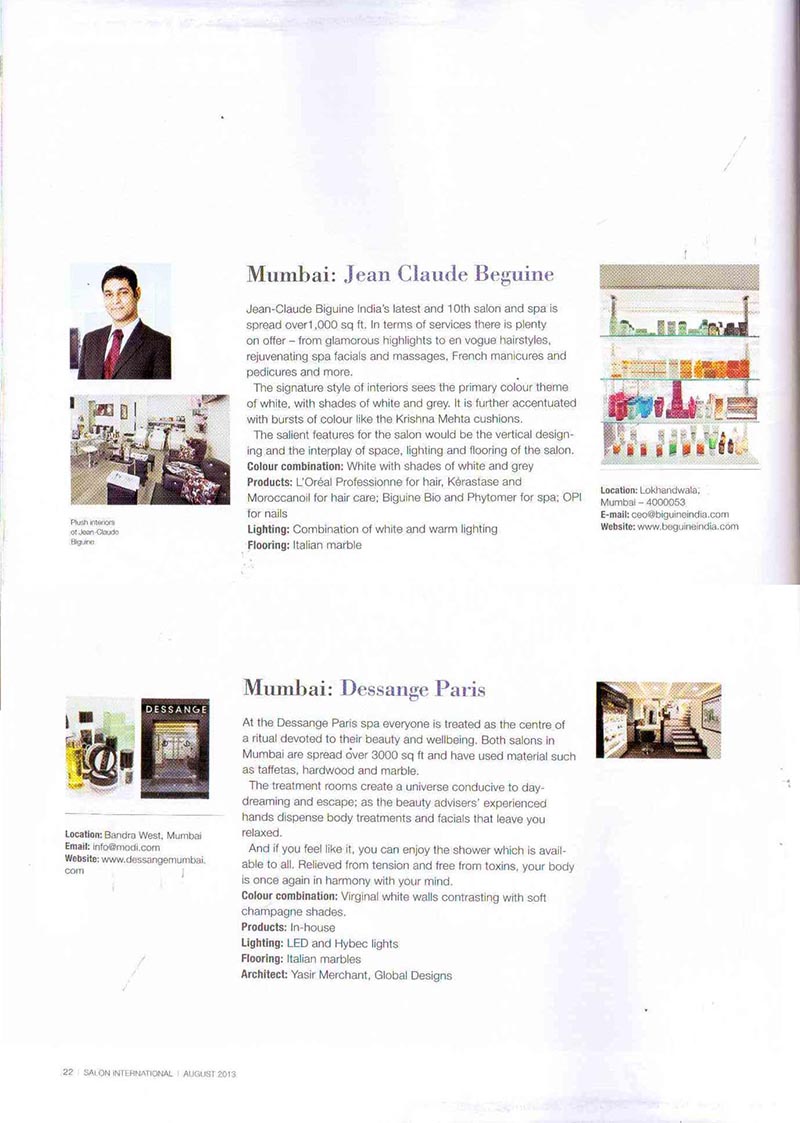 Mumbai: Jean Claude Beguine
Jean-Claude Biguine India's latest and 10th salon and spa is
spread over1,000 sq ft. In terms of services there is plenty
on offer – from glamorous highlights to en vogue hairstyles,
rejuvenating spa facials and massages, French manicures and
pedicures and more.
The signature style of interiors sees the primary colour theme
of white, with shades of white and grey. It is further accentuated
with bursts of colour like the Krishna Mehta cushions.
The salient features for the salon would be the vertical design-
ing and the interplay of space, lighting and flooring of the salon.
Colour combination: White with shades of white and grey
Products: L'Oréal Professionne for hair, Kérastase and
Moroccanoil for hair care; Biguine Bio and Phytomer for spa; OPI
for nails
Lighting: Combination of white and warm lighting
Flooring: Italian marble
Plush interiors
of Jean-Claude
Biguine
Location: Lokhandwala,
Mumbai – 4000053
E-mail: ceo@biguineindia.com
Website: www.beguineindia.com
Mumbai: Dessange Paris
At the Dessange Paris spa everyone is treated as the centre of
a ritual devoted to their beauty and wellbeing. Both salons in
Mumbai are spread over 3000 sq ft and have used material such
as taffetas, hardwood and marble.
The treatment rooms create a universe conducive to day-
dreaming and escape; as the beauty advisers' experienced
hands dispense body treatments and facials that leave you
relaxed.
And if you feel like it, you can enjoy the shower which is avail-
able to all. Relieved from tension and free from toxins, your body
is once again in harmony with your mind.
Colour combination: Virginal white walls contrasting with soft
champagne shades.
Products: In-house
Lighting: LED and Hybec lights
Flooring: Italian marbles
Architect: Yasir Merchant, Global Designs
DESSANGE
Location: Bandra West, Mumbai
Email: info@modi.com
Website: www.dessangemumbai.
com
22 | SALON INTERNATIONAL | AUGUST 2013